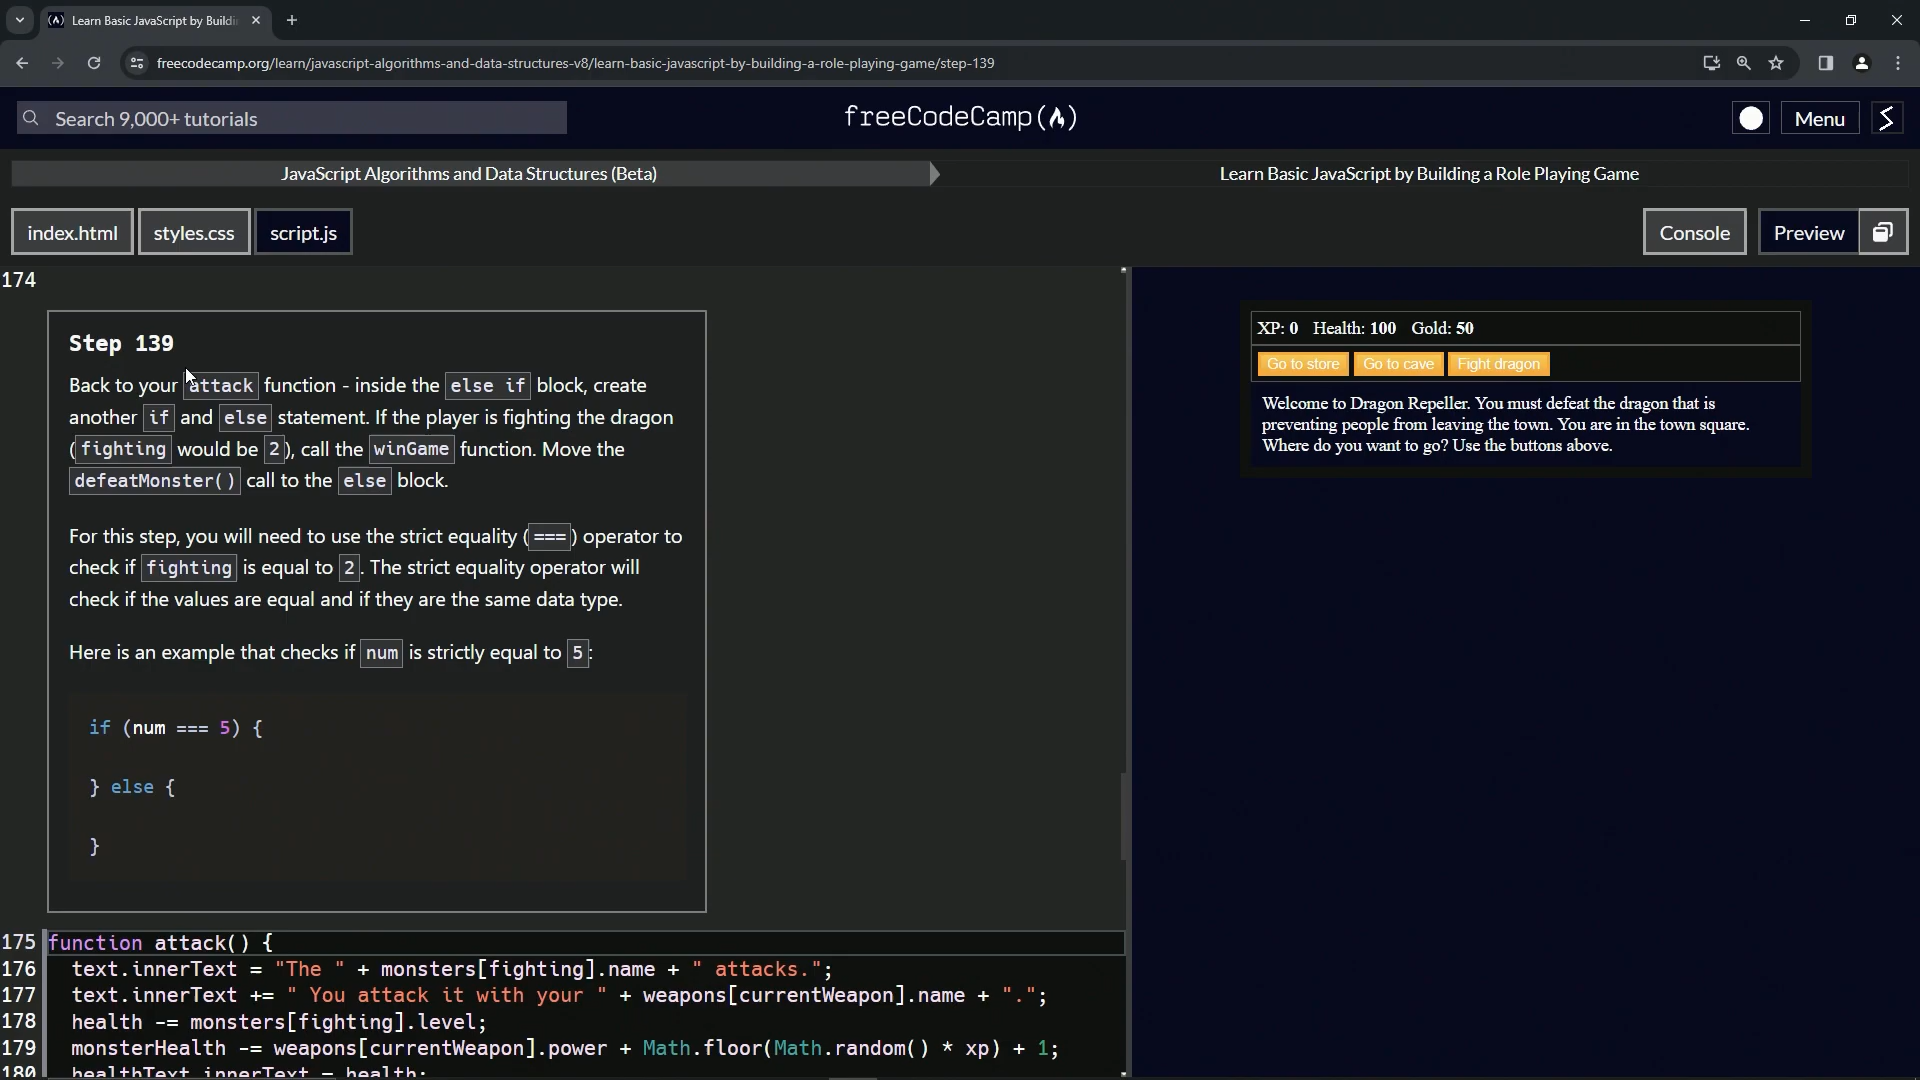 Learn Basic JavaScript by Buildi
freecodecamp.org/learn/javascript-algorithms-and-data-structures-v8/learn-basic-javascript-by-building-a-role-playing-game/step-139
Search 9,000+ tutorials
freeCodeCamp(🔥)
Menu
JavaScript Algorithms and Data Structures (Beta)
Learn Basic JavaScript by Building a Role Playing Game
index.html
styles.css
script.js
Console
Preview
174
Step 139
Back to your attack function - inside the else if block, create
another if and else statement. If the player is fighting the dragon
(fighting would be 2), call the winGame function. Move the
defeatMonster() call to the else block.
For this step, you will need to use the strict equality (===) operator to
check if fighting is equal to 2. The strict equality operator will
check if the values are equal and if they are the same data type.
Here is an example that checks if num is strictly equal to 5:
if (num === 5) {
} else {
}
175 function attack() {
176 text.innerText = "The " + monsters[fighting].name + " attacks.";
177 text.innerText += " You attack it with your " + weapons[currentWeapon].name + ".";
178 health -= monsters[fighting].level;
179 monsterHealth -= weapons[currentWeapon].power + Math.floor(Math.random() * xp) + 1;
180 healthText.innerText = health;
XP: 0 Health: 100 Gold: 50
Go to store
Go to cave
Fight dragon
Welcome to Dragon Repeller. You must defeat the dragon that is
preventing people from leaving the town. You are in the town square.
Where do you want to go? Use the buttons above.